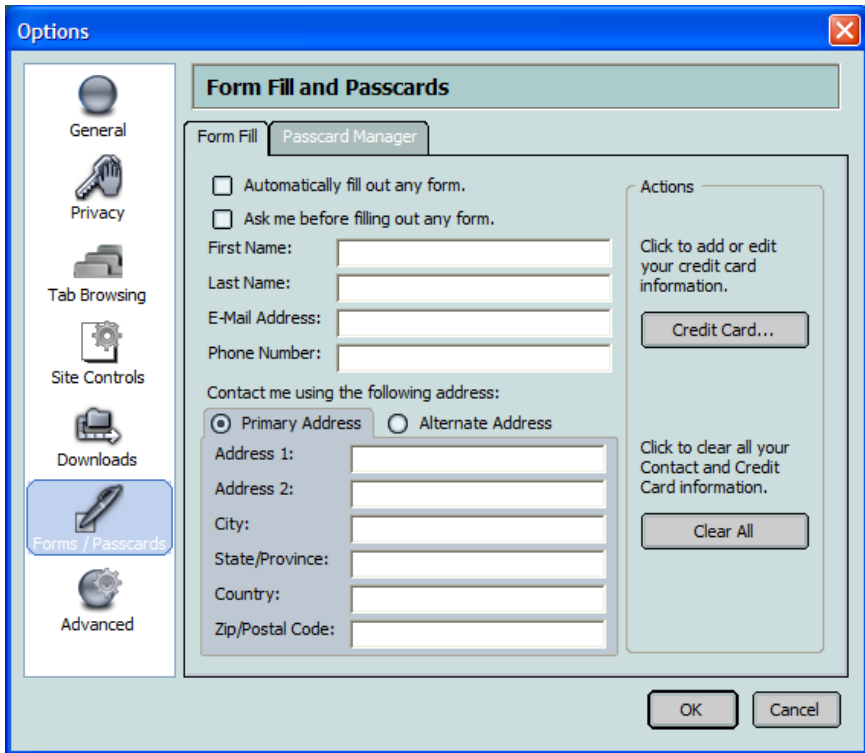 Options
General
Privacy
Tab Browsing
Site Controls
Downloads
Forms / Passcards
Advanced
Form Fill and Passcards
Form Fill
Passcard Manager
Automatically fill out any form.
Ask me before filling out any form.
First Name:
Last Name:
E-Mail Address:
Phone Number:
Contact me using the following address:
Primary Address
Alternate Address
Address 1:
Address 2:
City:
State/Province:
Country:
Zip/Postal Code:
Actions
Click to add or edit
your credit card
information.
Credit Card...
Click to clear all your
Contact and Credit
Card information.
Clear All
OK
Cancel